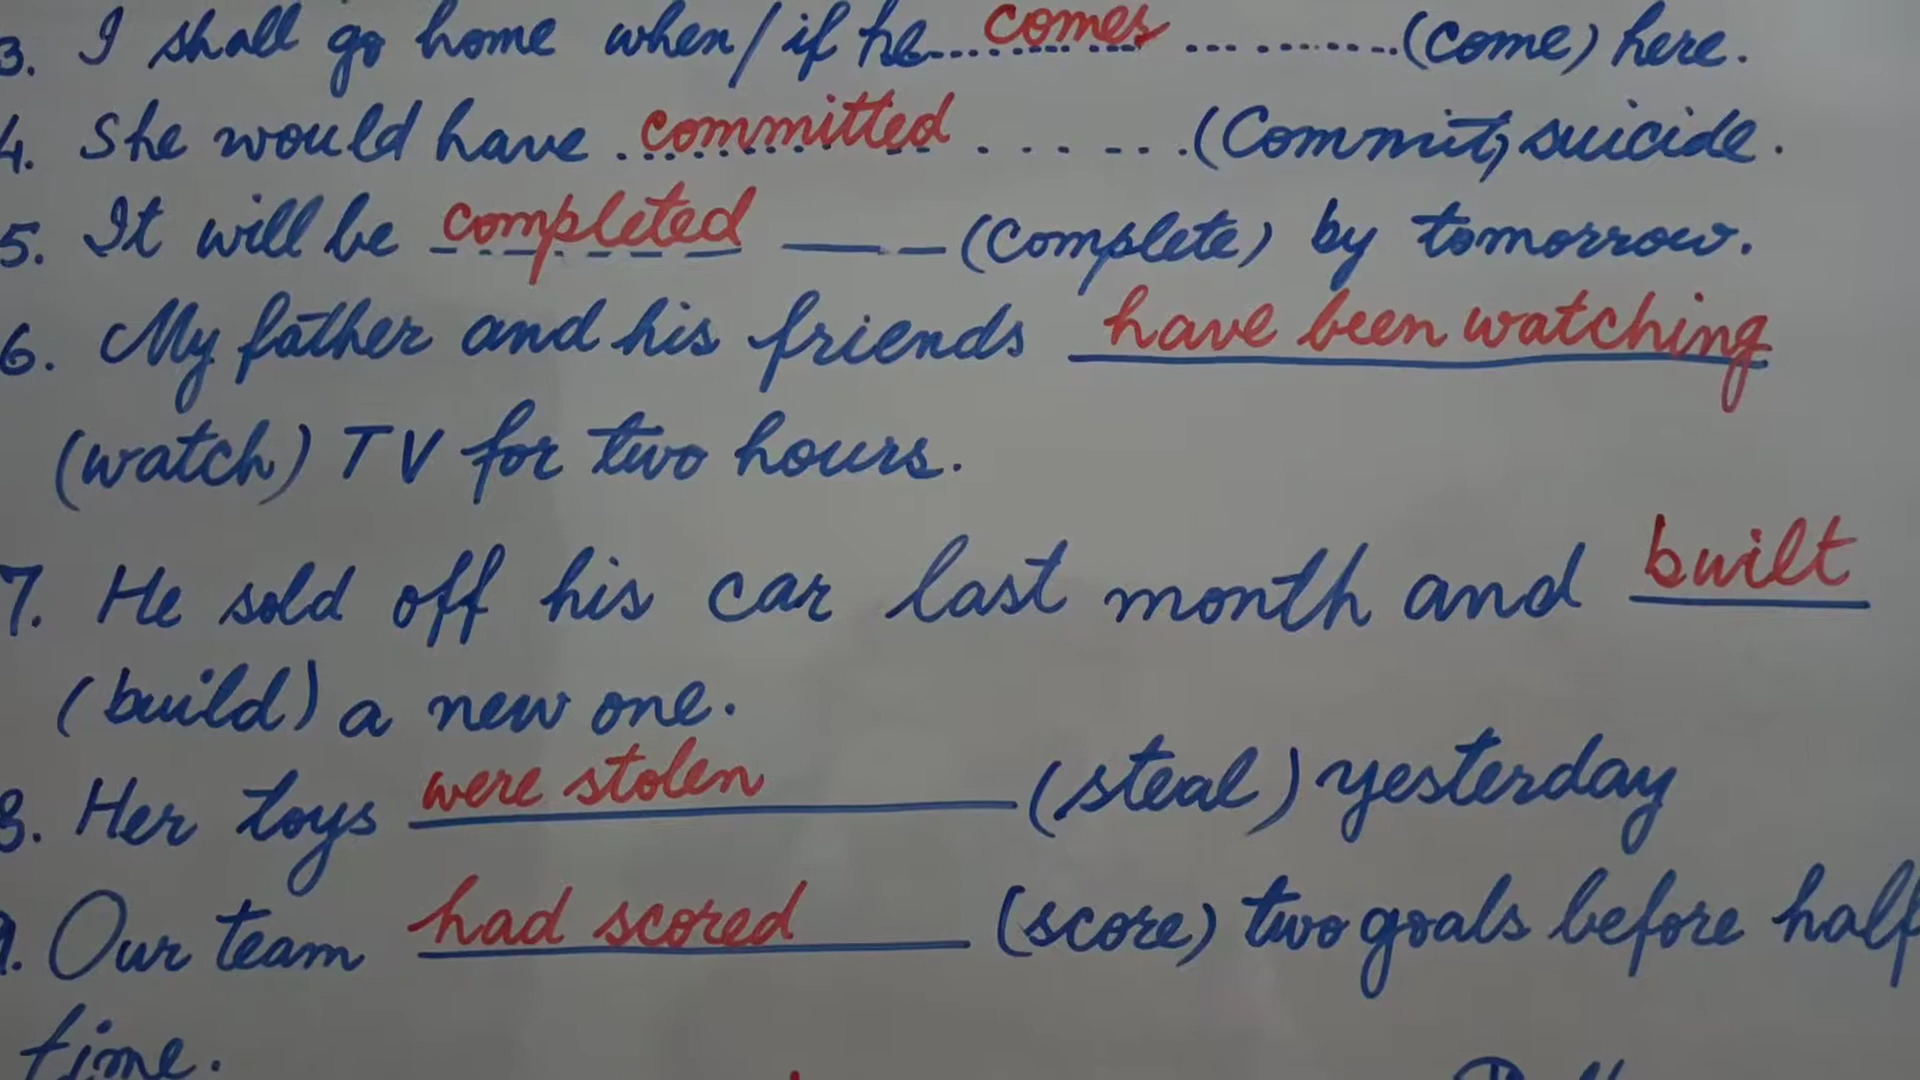 3. I shall go home when/if he....comes.............(come) here.
4. She would have ..committed.......(Commit) suicide.
5. It will be completed ___ (Complete) by tomorrow.
6. My father and his friends have been watching
(watch) TV for two hours.
7. He sold off his car last month and built
(build) a new one.
8. Her toys were stolen (steal) yesterday
9. Our team had scored (score) two goals before half
time.